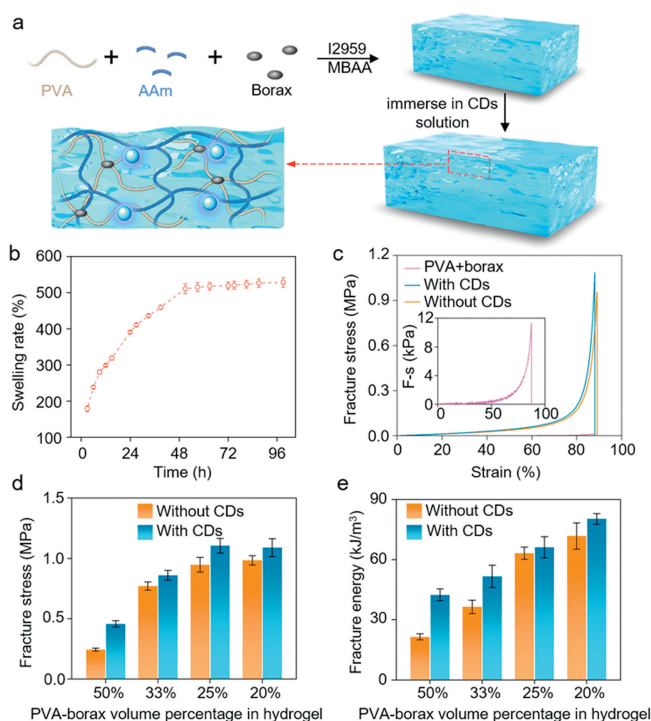 a
PVA
+
AAm
+
Borax
I2959
MBAA
immerse in CDs
solution
b
Swelling rate (%)
600
500
400
300
200
100
0
24
48
72
96
Time (h)
c
Fracture stress (MPa)
1.2
0.9
0.6
0.3
0.0
PVA+borax
With CDs
Without CDs
F-s (kPa)
12
8
4
0
0
50
100
0
20
40
60
80
100
Strain (%)
d
Fracture stress (MPa)
1.5
1.0
0.5
0.0
Without CDs
With CDs
50%
33%
25%
20%
PVA-borax volume percentage in hydrogel
e
Fracture energy (kJ/m³)
90
60
30
0
Without CDs
With CDs
50%
33%
25%
20%
PVA-borax volume percentage in hydrogel